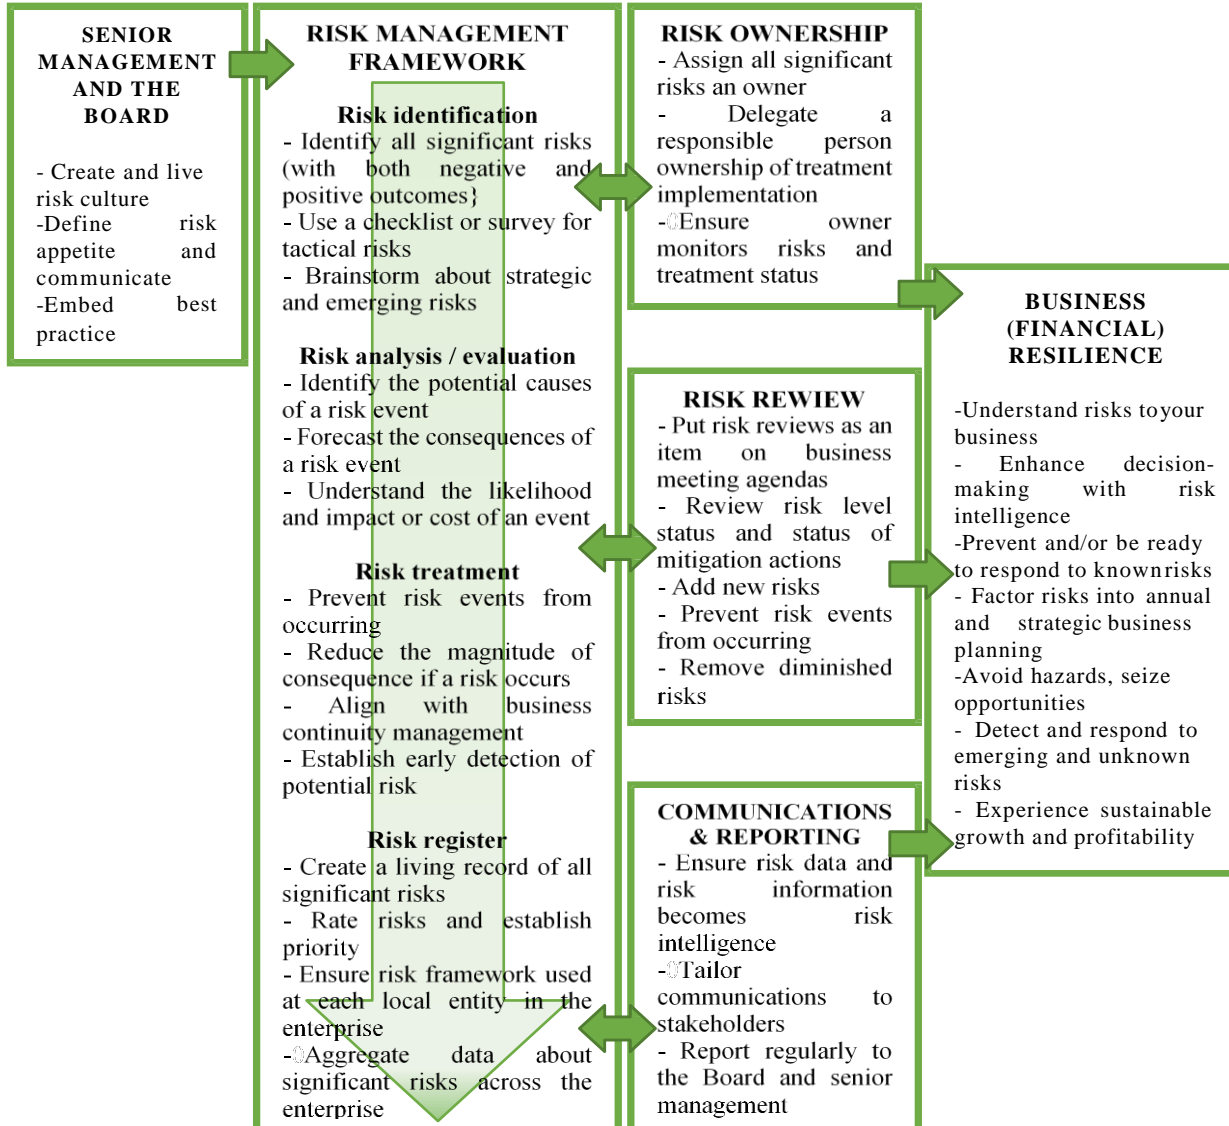 SENIOR
MANAGEMENT
AND THE
BOARD
- Create and live
risk culture
-Define risk
appetite and
communicate
-Embed best
practice
RISK MANAGEMENT
FRAMEWORK
Risk identification
- Identify all significant risks
(with both negative and
positive outcomes}
- Use a checklist or survey for
tactical risks
- Brainstorm about strategic
and emerging risks
Risk analysis / evaluation
- Identify the potential causes
of a risk event
- Forecast the consequences of
a risk event
- Understand the likelihood
and impact or cost of an event
Risk treatment
- Prevent risk events from
occurring
- Reduce the magnitude of
consequence if a risk occurs
- Align with business
continuity management
- Establish early detection of
potential risk
Risk register
- Create a living record of all
significant risks
- Rate risks and establish
priority
- Ensure risk framework used
at each local entity in the
enterprise
- Aggregate data about
significant risks across the
enterprise
RISK OWNERSHIP
- Assign all significant
risks an owner
- Delegate a
responsible person
ownership of treatment
implementation
- Ensure owner
monitors risks and
treatment status
RISK REWIEW
- Put risk reviews as an
item on business
meeting agendas
- Review risk level
status and status of
mitigation actions
- Add new risks
- Prevent risk events
from occurring
- Remove diminished
risks
COMMUNICATIONS
& REPORTING
- Ensure risk data and
risk information
becomes risk
intelligence
- Tailor
communications to
stakeholders
- Report regularly to
the Board and senior
management
BUSINESS
(FINANCIAL)
RESILIENCE
-Understand risks to your
business
- Enhance decision-
making with risk
intelligence
-Prevent and/or be ready
to respond to known risks
- Factor risks into annual
and strategic business
planning
-Avoid hazards, seize
opportunities
- Detect and respond to
emerging and unknown
risks
- Experience sustainable
growth and profitability